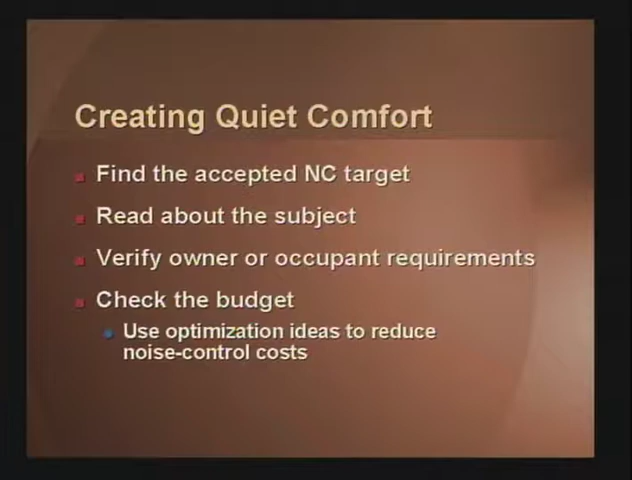 Creating Quiet Comfort
Find the accepted NC target
Read about the subject
Verify owner or occupant requirements
Check the budget
Use optimization ideas to reduce
noise-control costs